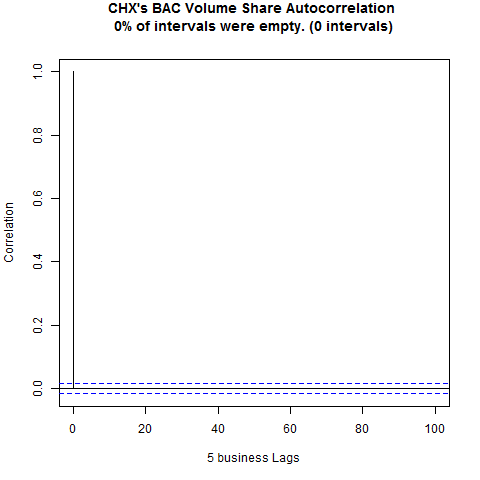 CHX's BAC Volume Share Autocorrelation
0% of intervals were empty. (0 intervals)
1.0
0.8
0.6
0.4
0.2
0.0
Correlation
0 20 40 60 80 100
5 business Lags